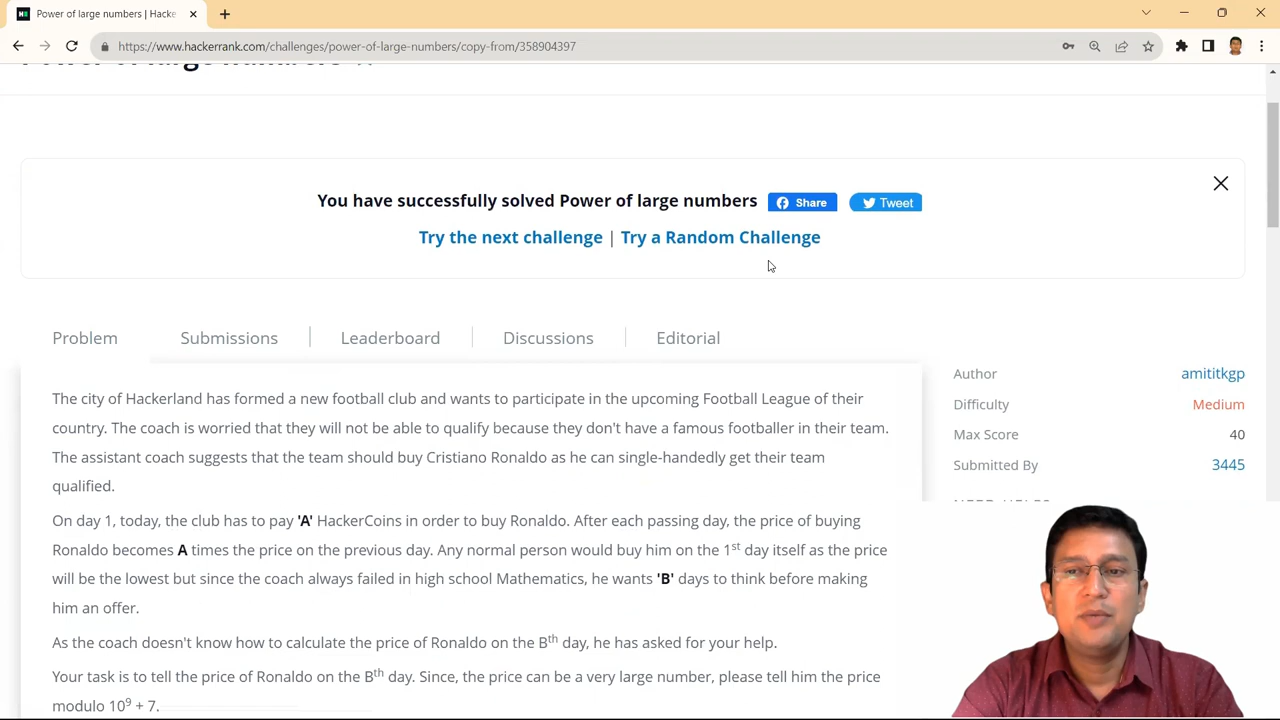 Power of large numbers | Hacke
https://www.hackerrank.com/challenges/power-of-large-numbers/copy-from/358904397
You have successfully solved Power of large numbers Share Tweet
Try the next challenge | Try a Random Challenge
Problem Submissions Leaderboard Discussions Editorial
The city of Hackerland has formed a new football club and wants to participate in the upcoming Football League of their
country. The coach is worried that they will not be able to qualify because they don't have a famous footballer in their team.
The assistant coach suggests that the team should buy Cristiano Ronaldo as he can single-handedly get their team
qualified.
On day 1, today, the club has to pay 'A' HackerCoins in order to buy Ronaldo. After each passing day, the price of buying
Ronaldo becomes A times the price on the previous day. Any normal person would buy him on the 1st day itself as the price
will be the lowest but since the coach always failed in high school Mathematics, he wants 'B' days to think before making
him an offer.
As the coach doesn't know how to calculate the price of Ronaldo on the Bth day, he has asked for your help.
Your task is to tell the price of Ronaldo on the Bth day. Since, the price can be a very large number, please tell him the price
modulo 10^9 + 7.
Author amititkgp
Difficulty Medium
Max Score 40
Submitted By 3445